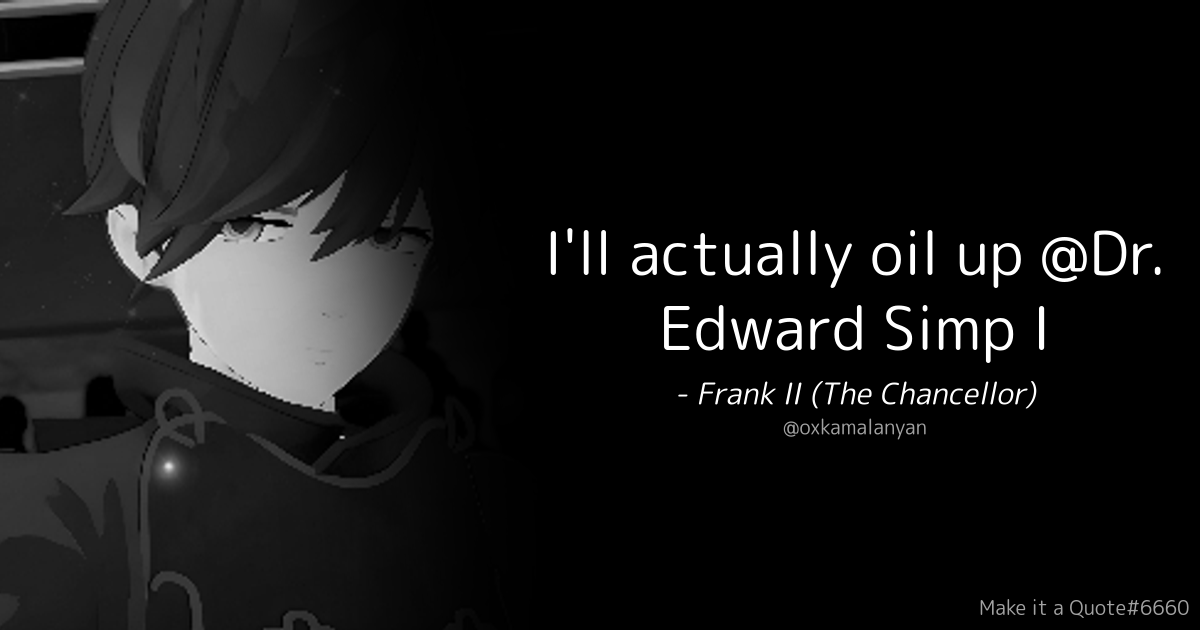 I'll actually oil up @Dr.
Edward Simp I
- Frank II (The Chancellor)
@oxkamalanyan
Make it a Quote#6660